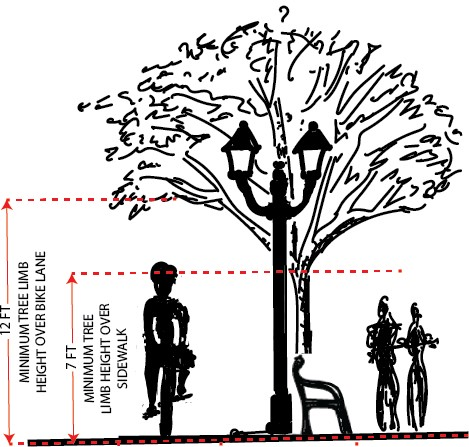 12 FT
MINIMUM TREE LIMB
HEIGHT OVER BIKE LANE
7 FT
MINIMUM TREE
LIMB HEIGHT OVER
SIDEWALK